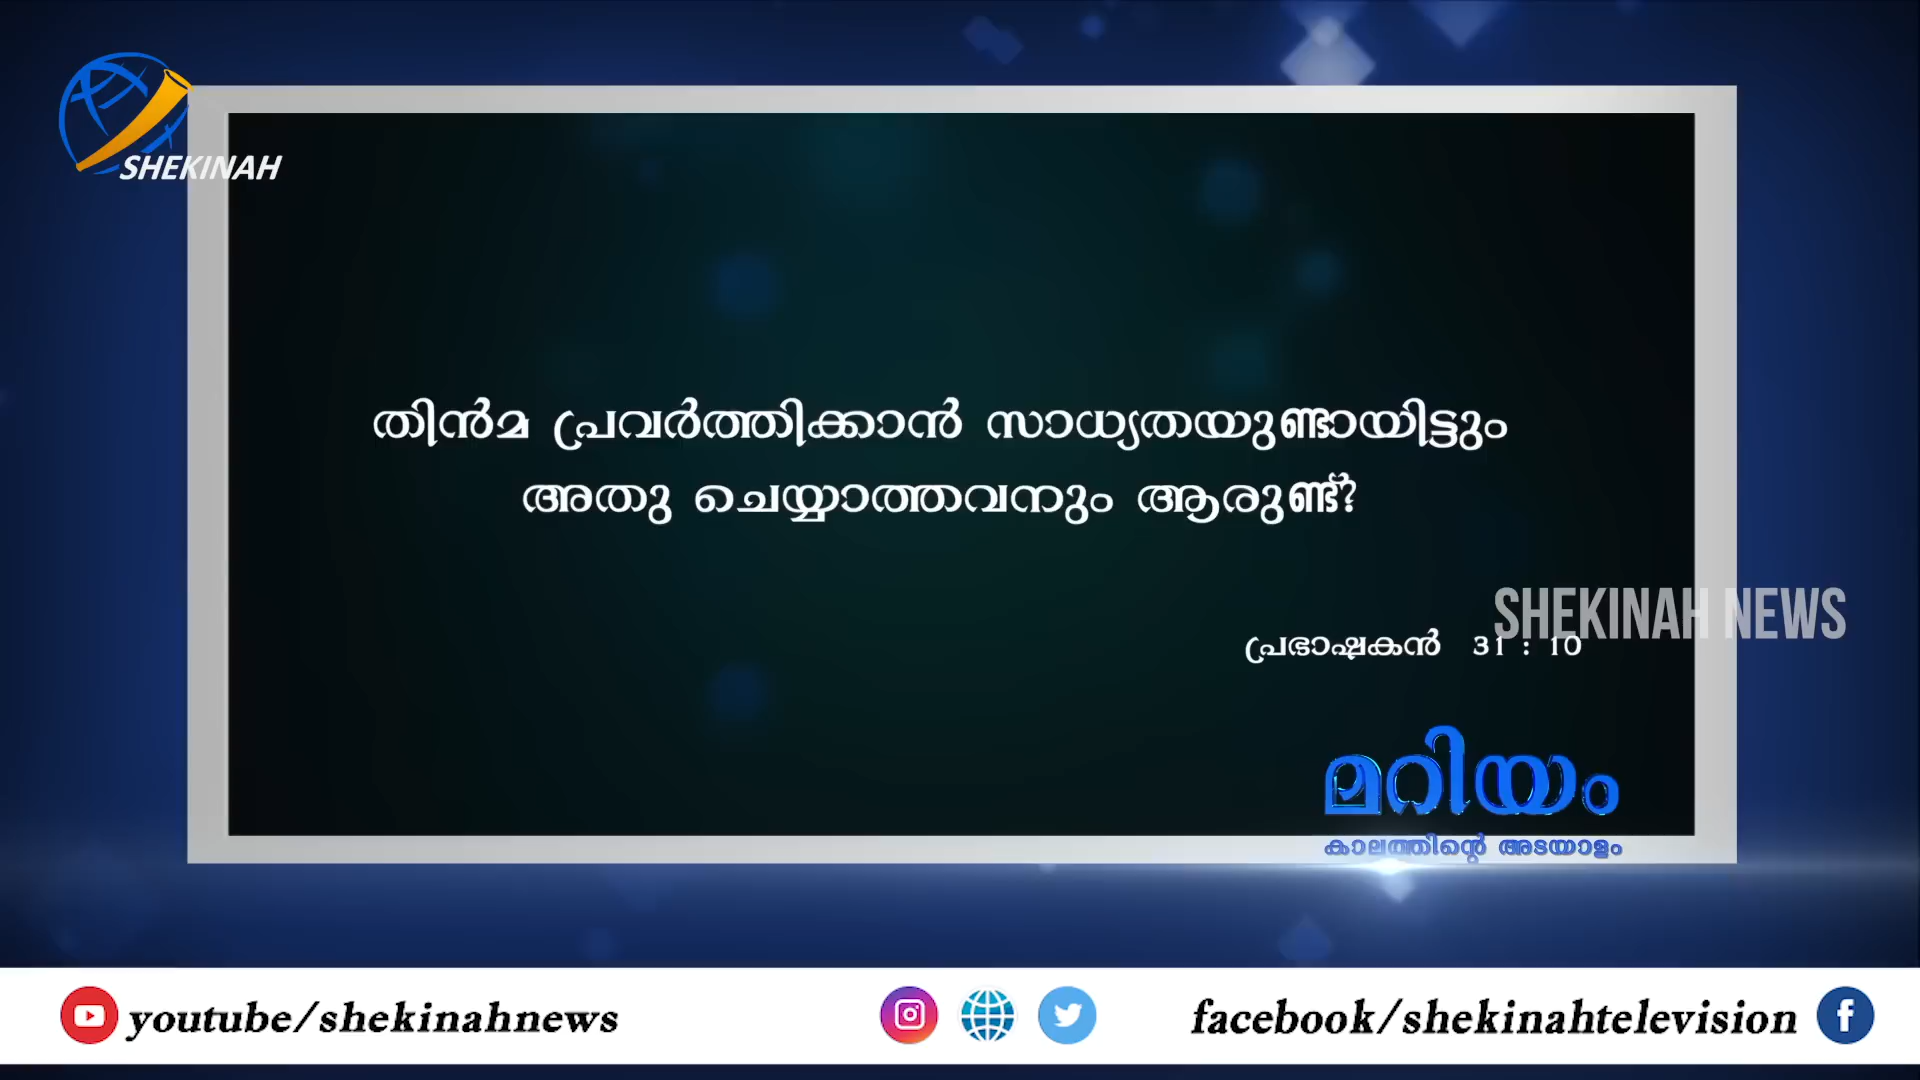 SHEKINAH
തിൻമ പ്രവർത്തിക്കാൻ സാധ്യതയുണ്ടായിട്ടും
അതു ചെയ്യാത്തവനും ആരുണ്ട്?
SHEKINAH NEWS
പ്രഭാഷകൻ 31 : 10
മറിയം
കാലത്തിന്റെ അടയാളം
youtube/shekinahnews
facebook/shekinahtelevision